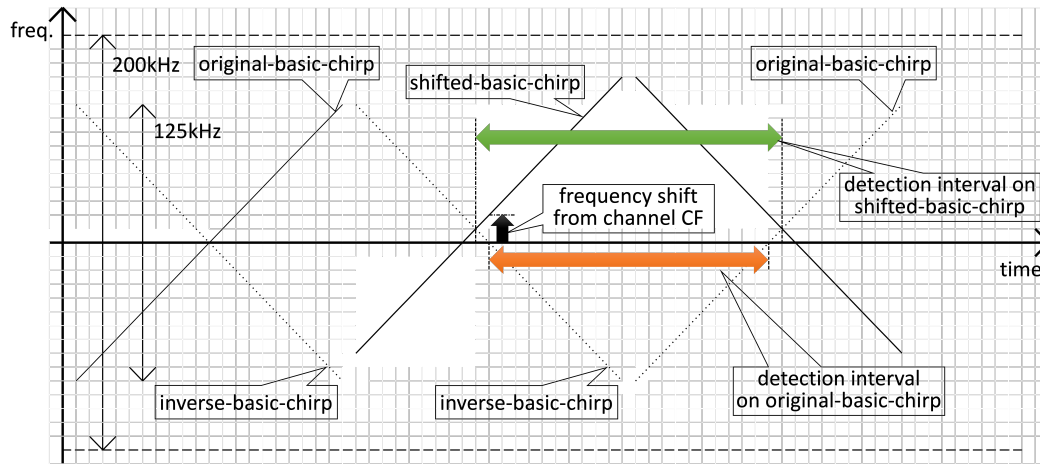 freq.
200kHz
original-basic-chirp
shifted-basic-chirp
original-basic-chirp
125kHz
frequency shift
from channel CF
detection interval on
shifted-basic-chirp
time
inverse-basic-chirp
inverse-basic-chirp
detection interval
on original-basic-chirp